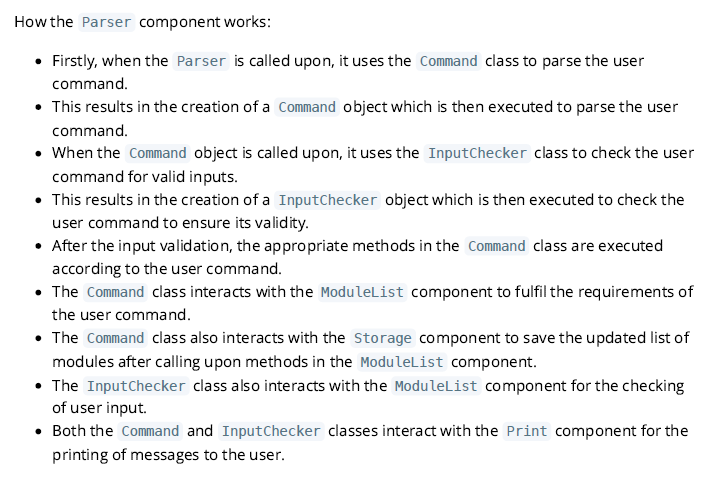 How the Parser component works:
• Firstly, when the Parser is called upon, it uses the Command class to parse the user
command.
• This results in the creation of a Command object which is then executed to parse the user
command.
• When the Command object is called upon, it uses the InputChecker class to check the user
command for valid inputs.
• This results in the creation of a InputChecker object which is then executed to check the
user command to ensure its validity.
• After the input validation, the appropriate methods in the Command class are executed
according to the user command.
• The Command class interacts with the ModuleList component to fulfil the requirements of
the user command.
• The Command class also interacts with the Storage component to save the updated list of
modules after calling upon methods in the ModuleList component.
• The InputChecker class also interacts with the ModuleList component for the checking
of user input.
• Both the Command and InputChecker classes interact with the Print component for the
printing of messages to the user.